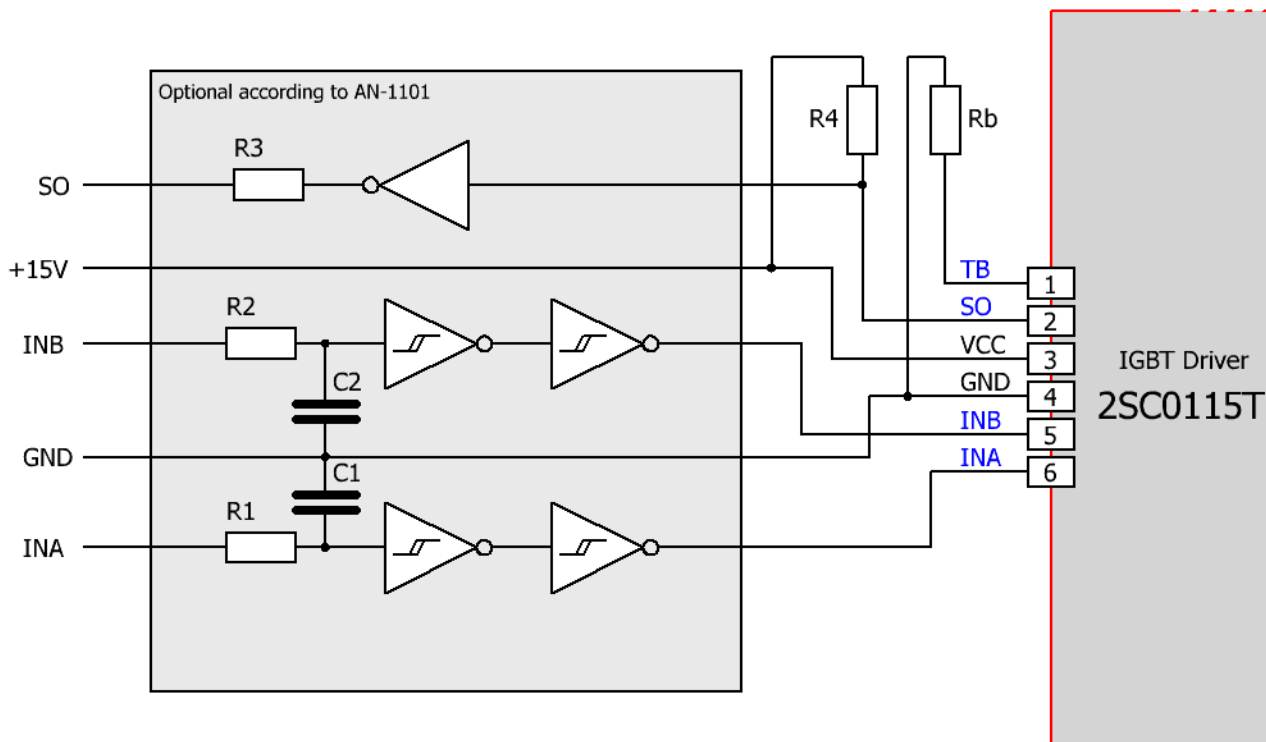 Optional according to AN-1101
R3
R4
Rb
SO
+15V
TB
1
R2
SO
2
INB
VCC
3
IGBT Driver
C2
GND
4
2SC0115T
INB
5
GND
C1
INA
6
R1
INA